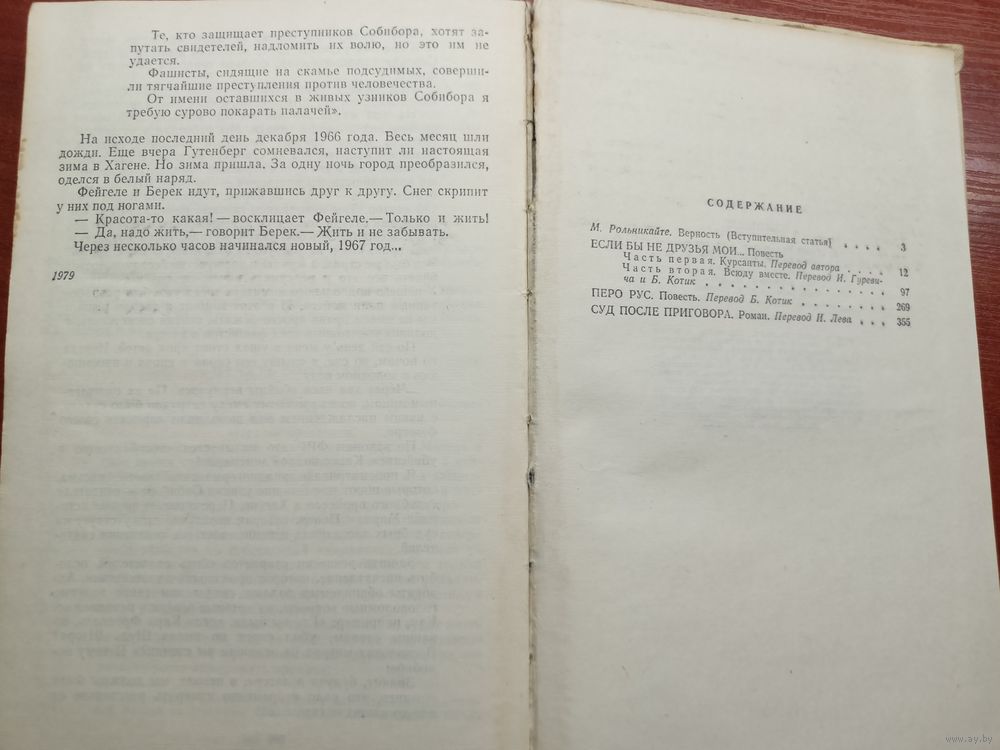 Те, кто защищает преступников Собибора, хотят за-
путать свидетелей, надломить их волю, но это им не
удается.
Фашисты, сидящие на скамье подсудимых, соверши-
ли тягчайшие преступления против человечества.
От имени оставшихся в живых узников Собибора я
требую сурово покарать палачей».
На исходе последний день декабря 1966 года. Весь месяц шли
дожди. Еще вчера Гутенберг сомневался, наступит ли настоящая
зима в Хагене. Но зима пришла. За одну ночь город преобразился,
оделся в белый наряд.
Фейгеле и Берек идут, прижавшись друг к другу. Снег скрипит
у них под ногами.
— Красота-то какая! — восклицает Фейгеле.— Только и жить!
— Да, надо жить,— говорит Берек.— Жить и не забывать.
Через несколько часов начинался новый, 1967 год...
1979
СОДЕРЖАНИЕ
М. Рольникайте. Верность (Вступительная статья) . . . . 3
ЕСЛИ БЫ НЕ ДРУЗЬЯ МОИ... Повесть
Часть первая. Курсанты. Перевод автора . . . . 12
Часть вторая. Всюду вместе. Перевод И. Гуреви-
ча и Б. Котик . . . . . . . . . . . . . . 97
ПЕРО РУС. Повесть. Перевод Б. Котик . . . . . . . 269
СУД ПОСЛЕ ПРИГОВОРА. Роман. Перевод И. Лева . . . 355
www.ay.by